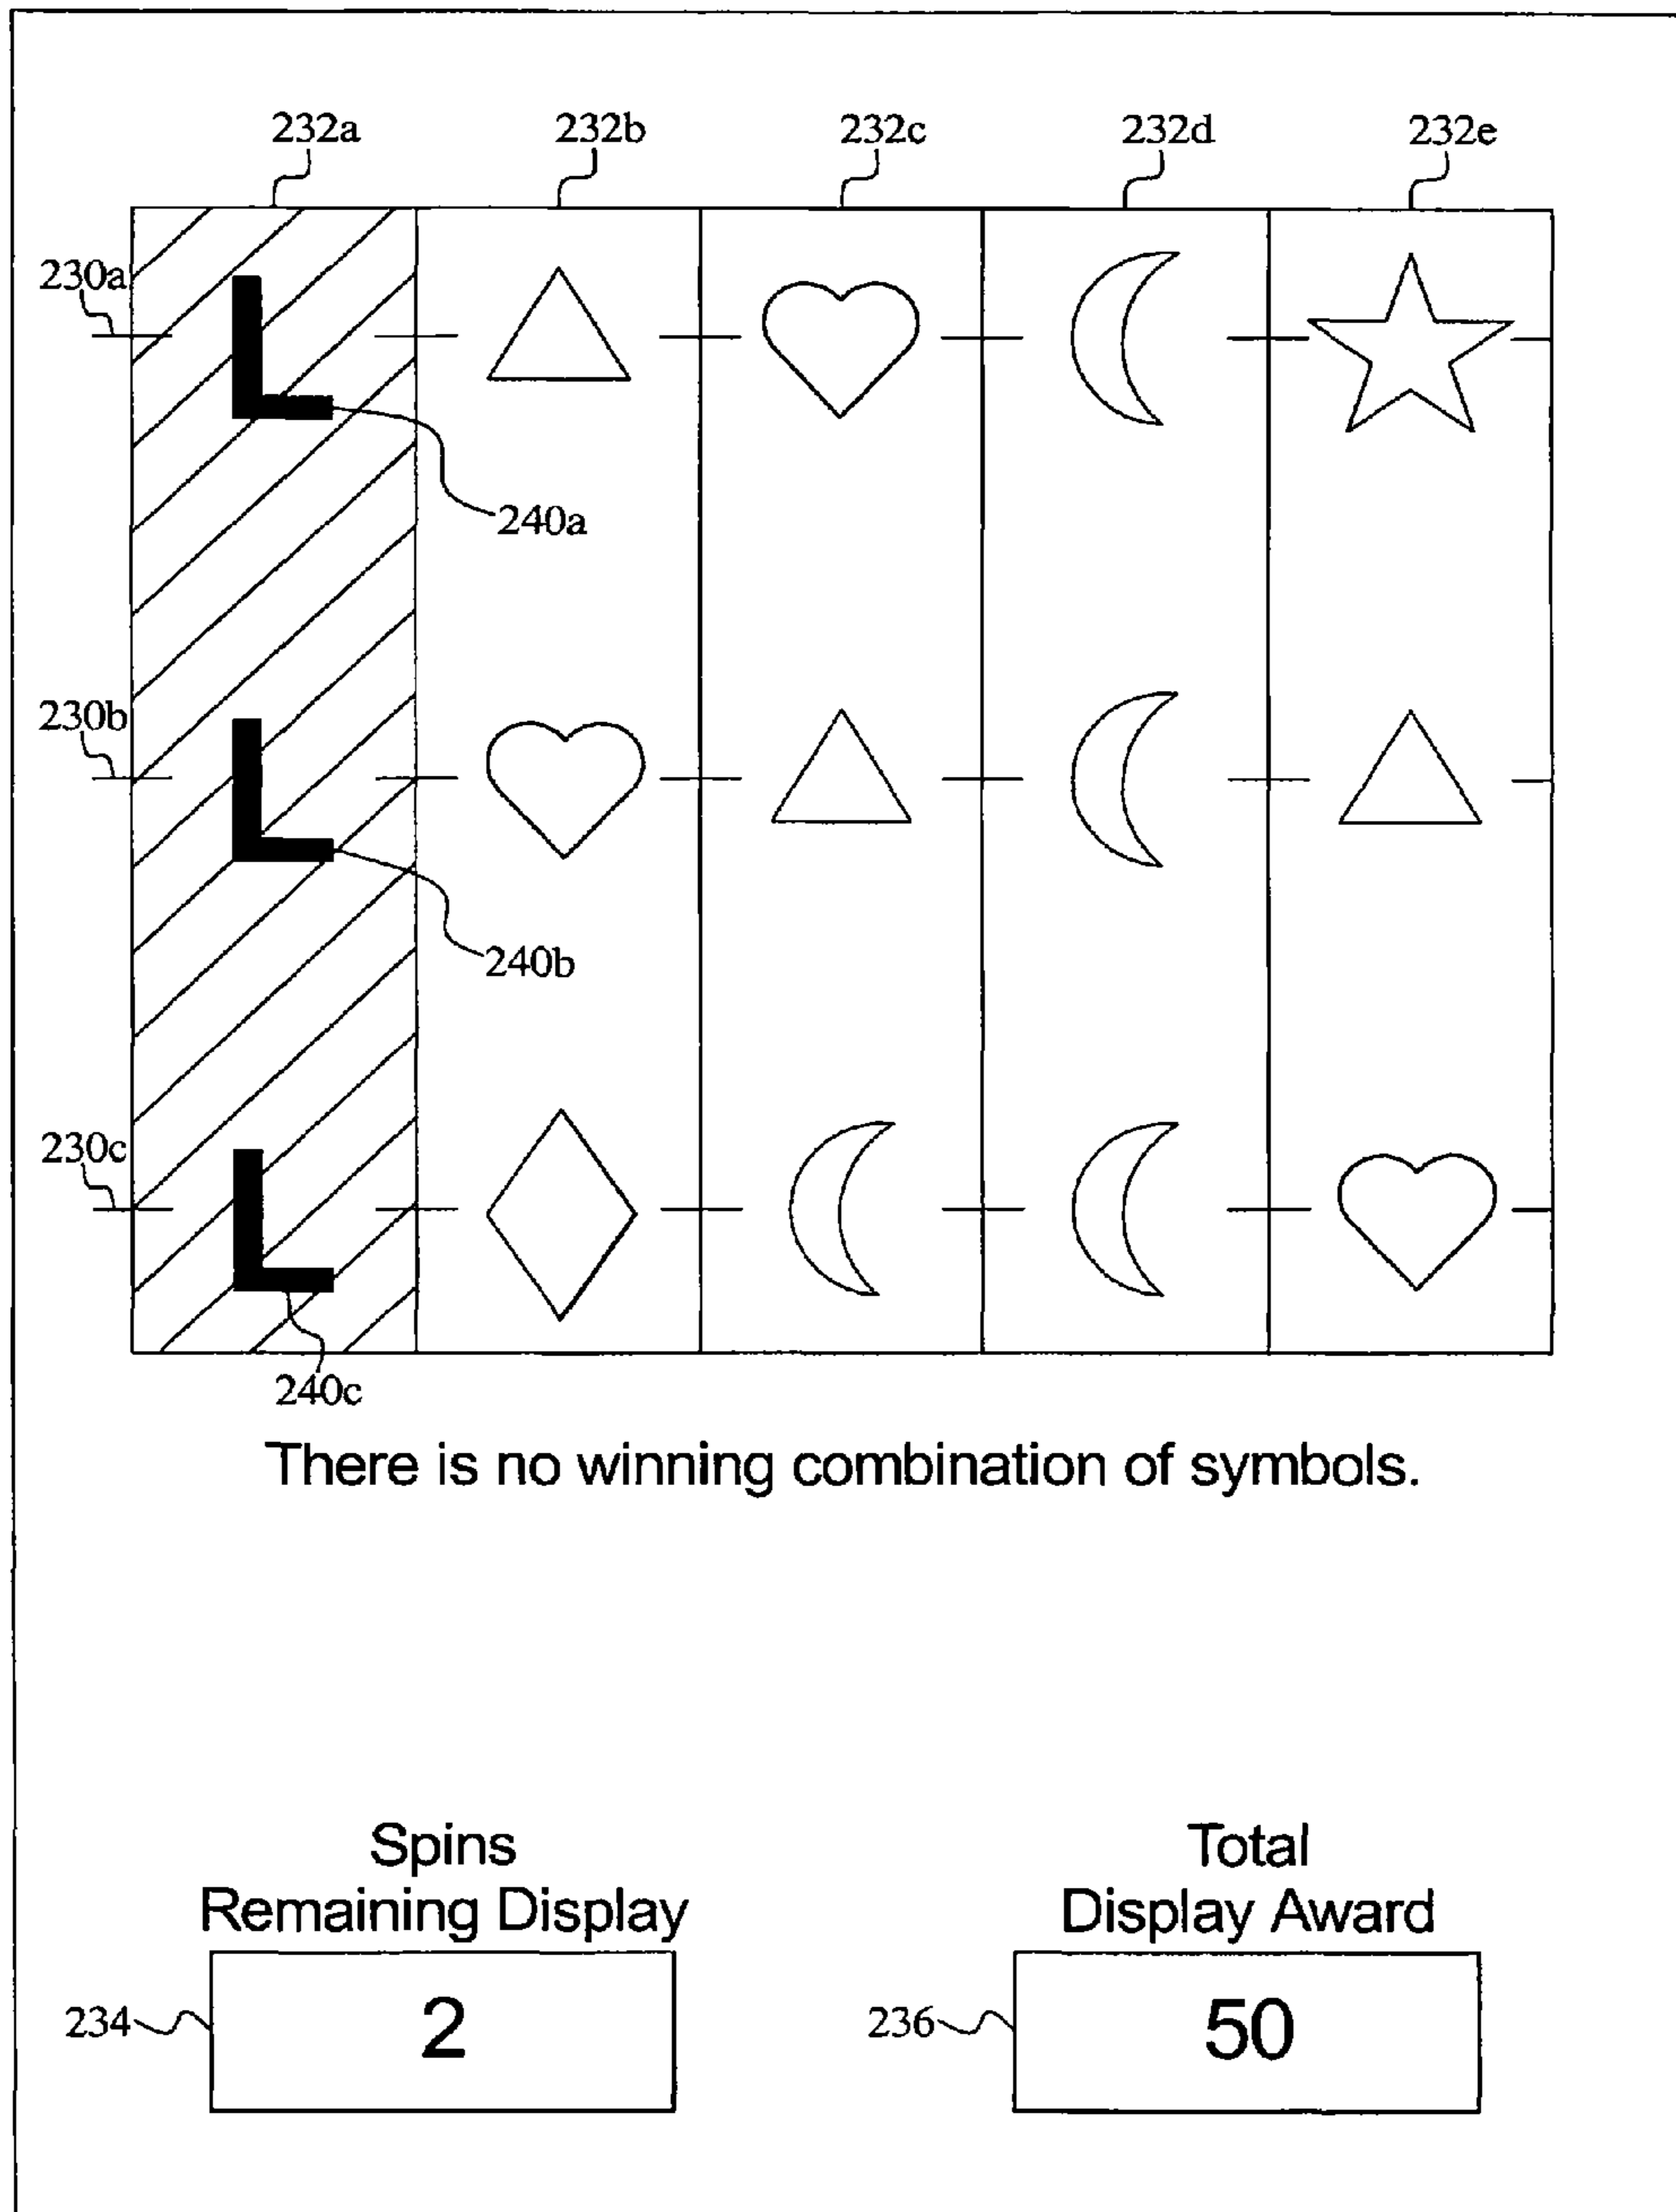 232a 232b 232c 232d 232e
230a
L
240a
230b
L
240b
230c
L
240c
There is no winning combination of symbols.
Spins
Remaining Display
234
2
Total
Display Award
236
50